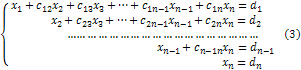 x₁ + c₁₂x₂ + c₁₃x₃ + ⋯ + c₁ₙ₋₁xₙ₋₁ + c₁ₙxₙ = d₁
x₂ + c₂₃x₃ + ⋯ + c₂ₙ₋₁xₙ₋₁ + c₂ₙxₙ = d₂
………………………………………………
xₙ₋₁ + cₙ₋₁ₙxₙ = dₙ₋₁
xₙ = dₙ
(3)